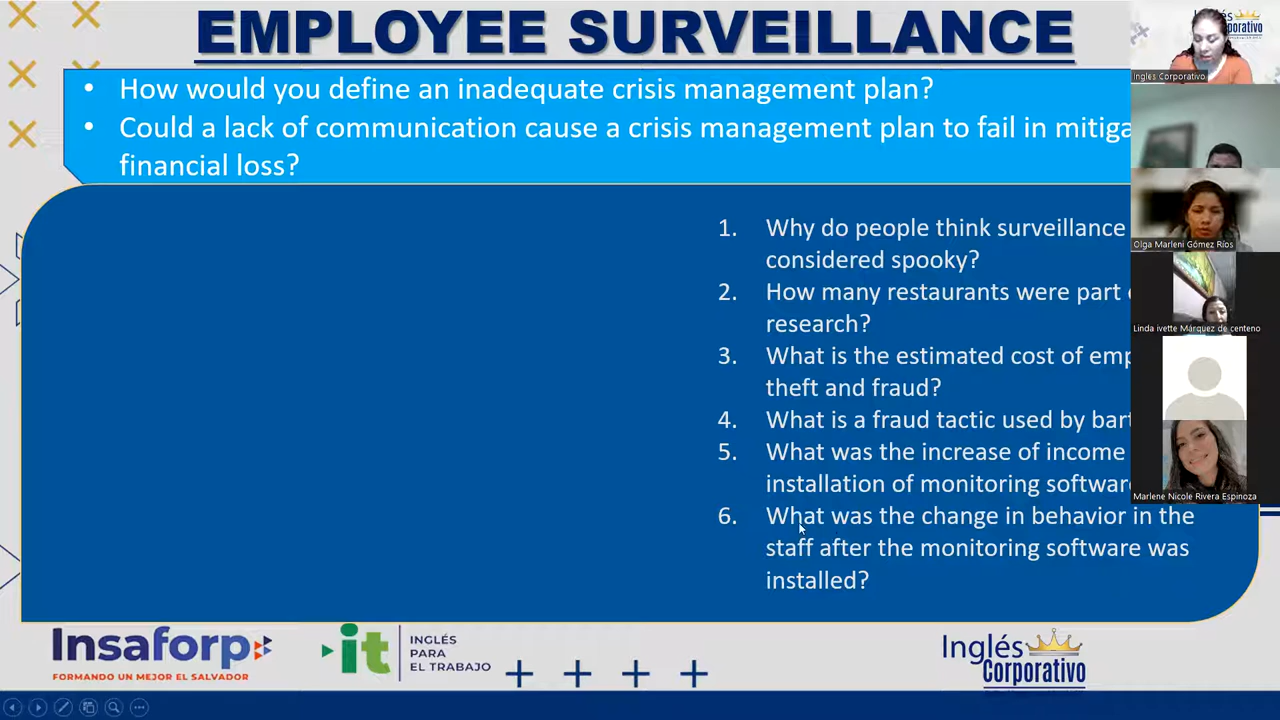 EMPLOYEE SURVEILLANCE
• How would you define an inadequate crisis management plan?
• Could a lack of communication cause a crisis management plan to fail in
financial loss?
1. Why do people think surveillance
considered spooky?
2. How many restaurants were part
research?
3. What is the estimated cost of
theft and fraud?
4. What is a fraud tactic used by
5. What was the increase of income
installation of monitoring software
6. What was the change in behavior in the
staff after the monitoring software was
installed?
Inglés Corporativo
Inglés Corporativo
Olga Marleni Gómez Ríos
Linda ivette Márquez de centeno
Marlene Nicole Rivera Espinoza
Insaforp
FORMANDO UN MEJOR EL SALVADOR
it
INGLÉS
PARA
EL TRABAJO
Inglés
Corporativo